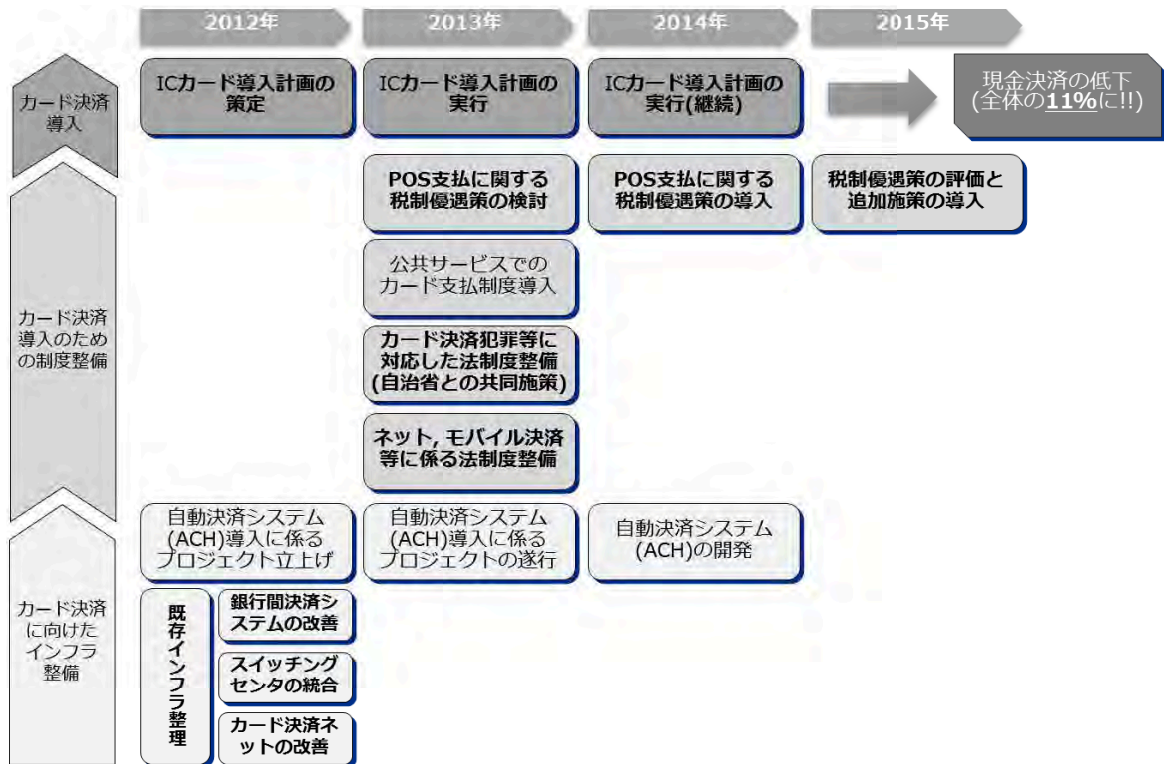 2012年
2013年
2014年
2015年
カード決済
導入
ICカード導入計画の
策定
ICカード導入計画の
実行
ICカード導入計画の
実行(継続)
現金決済の低下
(全体の11%に!!)
カード決済
導入のため
の制度整備
POS支払に関する
税制優遇策の検討
POS支払に関する
税制優遇策の導入
税制優遇策の評価と
追加施策の導入
公共サービスでの
カード支払制度導入
カード決済犯罪等に
対応した法制度整備
(自治省との共同施策)
ネット, モバイル決済
等に係る法制度整備
カード決済
に向けた
インフラ
整備
自動決済システム
(ACH)導入に係る
プロジェクト立上げ
自動決済システム
(ACH)導入に係る
プロジェクトの遂行
自動決済システム
(ACH)の開発
既存インフラ整理
銀行間決済シ
ステムの改善
スイッチング
センタの統合
カード決済ネ
ットの改善